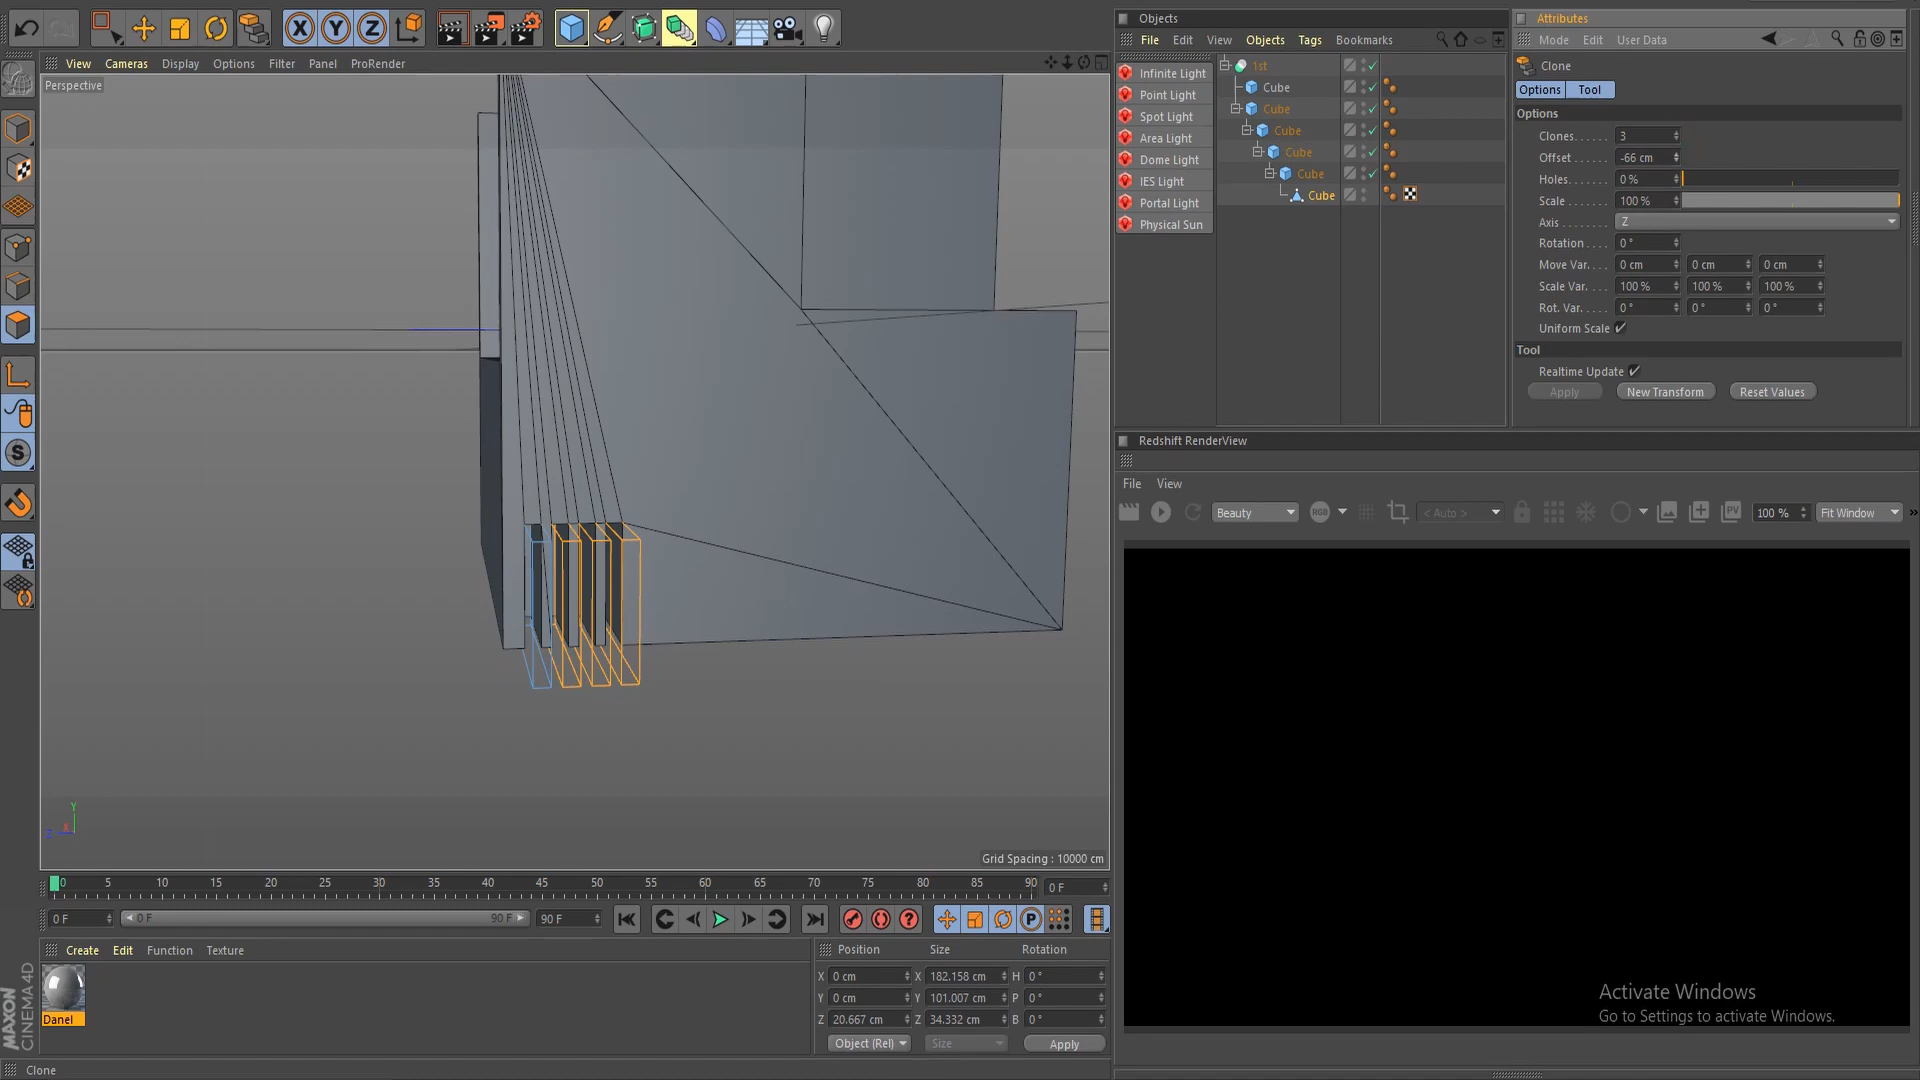 View
Cameras
Display
Options
Filter
Panel
ProRender
Perspective
Grid Spacing : 10000 cm
Y
X
Z
Objects
File
Edit
View
Objects
Tags
Bookmarks
Infinite Light
Point Light
Spot Light
Area Light
Dome Light
IES Light
Portal Light
Physical Sun
1st
Cube
Cube
Cube
Cube
Cube
Cube
Attributes
Mode
Edit
User Data
Clone
Options
Tool
Options
Clones. . . . . . 3
Offset . . . . . . -66 cm
Holes. . . . . . . 0 %
Scale . . . . . . . 100 %
Axis . . . . . . . . Z
Rotation . . . . 0 °
Move Var. . . . 0 cm 0 cm 0 cm
Scale Var. . . . 100 % 100 % 100 %
Rot. Var. . . . . 0 ° 0 ° 0 °
Uniform Scale
Tool
Realtime Update
Apply
New Transform
Reset Values
Redshift RenderView
File
View
Beauty
RGB
< Auto >
PV
100 %
Fit Window
Activate Windows
Go to Settings to activate Windows.
0 5 10 15 20 25 30 35 40 45 50 55 60 65 70 75 80 85 90
0 F
0 F
0 F
90 F
90 F
Create
Edit
Function
Texture
Danel
Position
Size
Rotation
X 0 cm X 182.158 cm H 0 °
Y 0 cm Y 101.007 cm P 0 °
Z 20.667 cm Z 34.332 cm B 0 °
Object (Rel)
Size
Apply
MAXON
CINEMA 4D
Clone